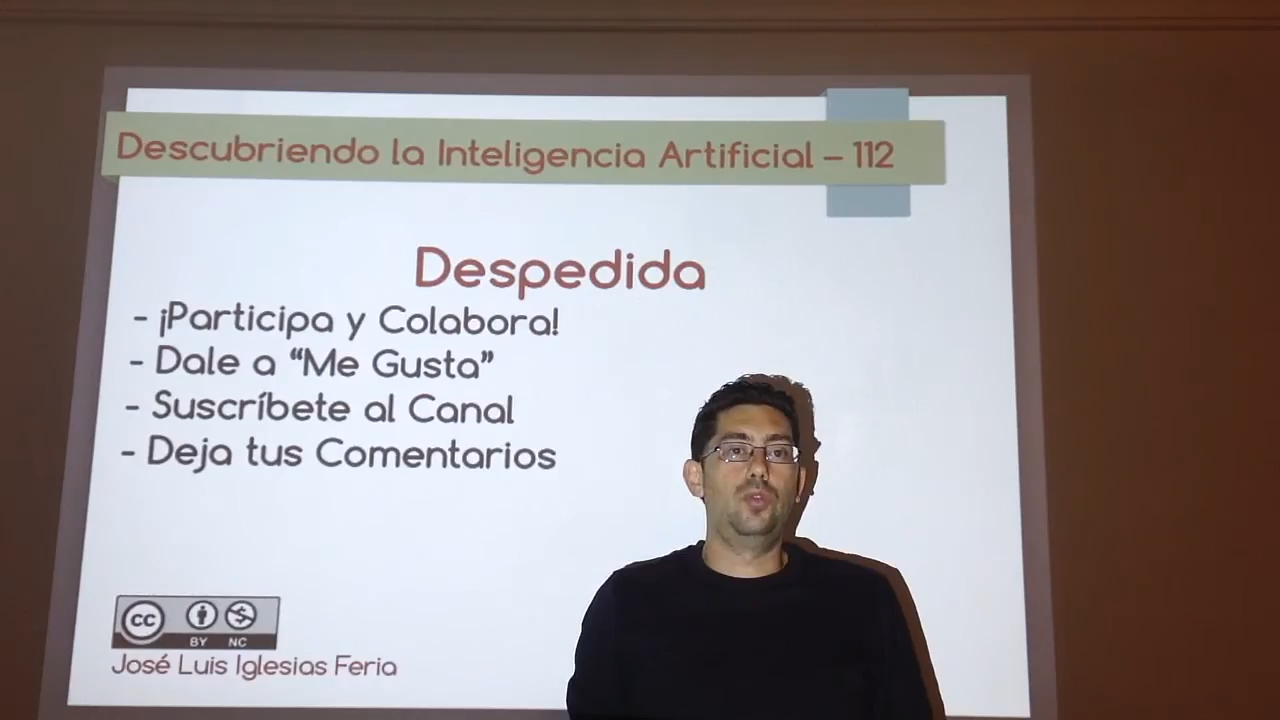 Descubriendo la Inteligencia Artificial – 112
Despedida
- ¡Participa y Colabora!
- Dale a “Me Gusta”
- Suscríbete al Canal
- Deja tus Comentarios
cc
BY NC
José Luis Iglesias Feria